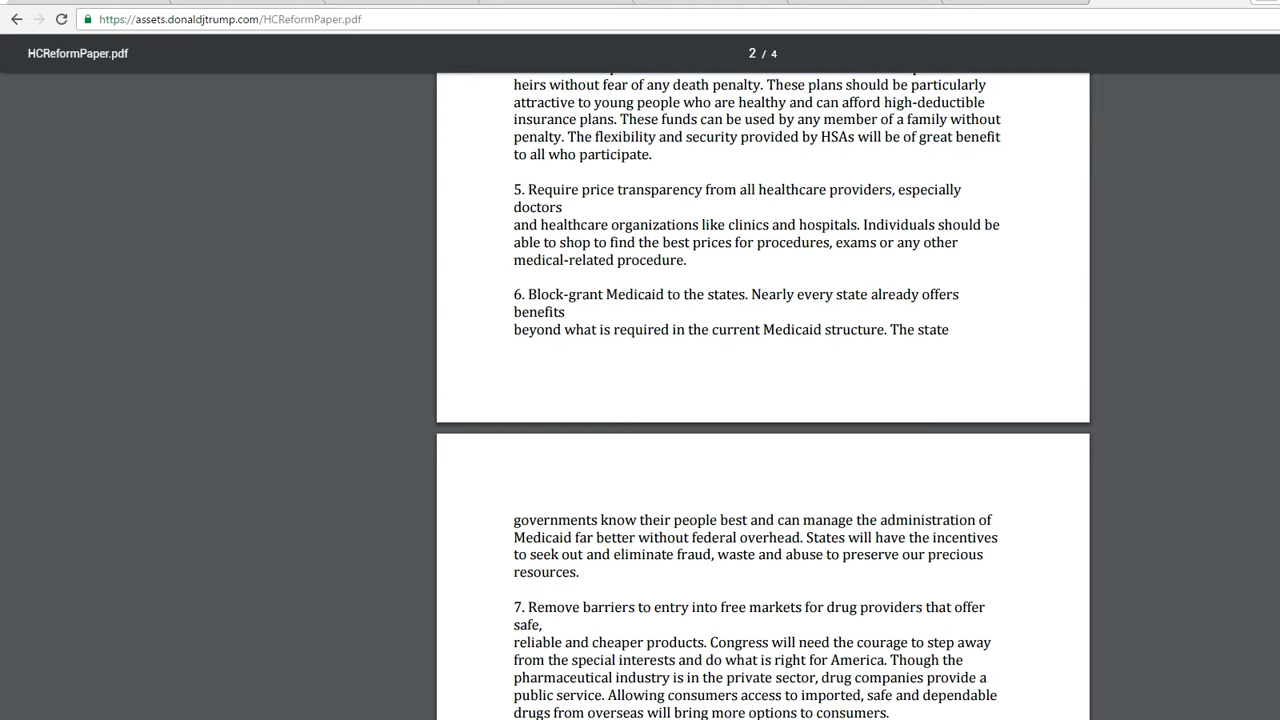 https://assets.donaldjtrump.com/HCReformPaper.pdf
HCReformPaper.pdf
2 / 4
heirs without fear of any death penalty. These plans should be particularly
attractive to young people who are healthy and can afford high-deductible
insurance plans. These funds can be used by any member of a family without
penalty. The flexibility and security provided by HSAs will be of great benefit
to all who participate.
5. Require price transparency from all healthcare providers, especially
doctors
and healthcare organizations like clinics and hospitals. Individuals should be
able to shop to find the best prices for procedures, exams or any other
medical-related procedure.
6. Block-grant Medicaid to the states. Nearly every state already offers
benefits
beyond what is required in the current Medicaid structure. The state
governments know their people best and can manage the administration of
Medicaid far better without federal overhead. States will have the incentives
to seek out and eliminate fraud, waste and abuse to preserve our precious
resources.
7. Remove barriers to entry into free markets for drug providers that offer
safe,
reliable and cheaper products. Congress will need the courage to step away
from the special interests and do what is right for America. Though the
pharmaceutical industry is in the private sector, drug companies provide a
public service. Allowing consumers access to imported, safe and dependable
drugs from overseas will bring more options to consumers.